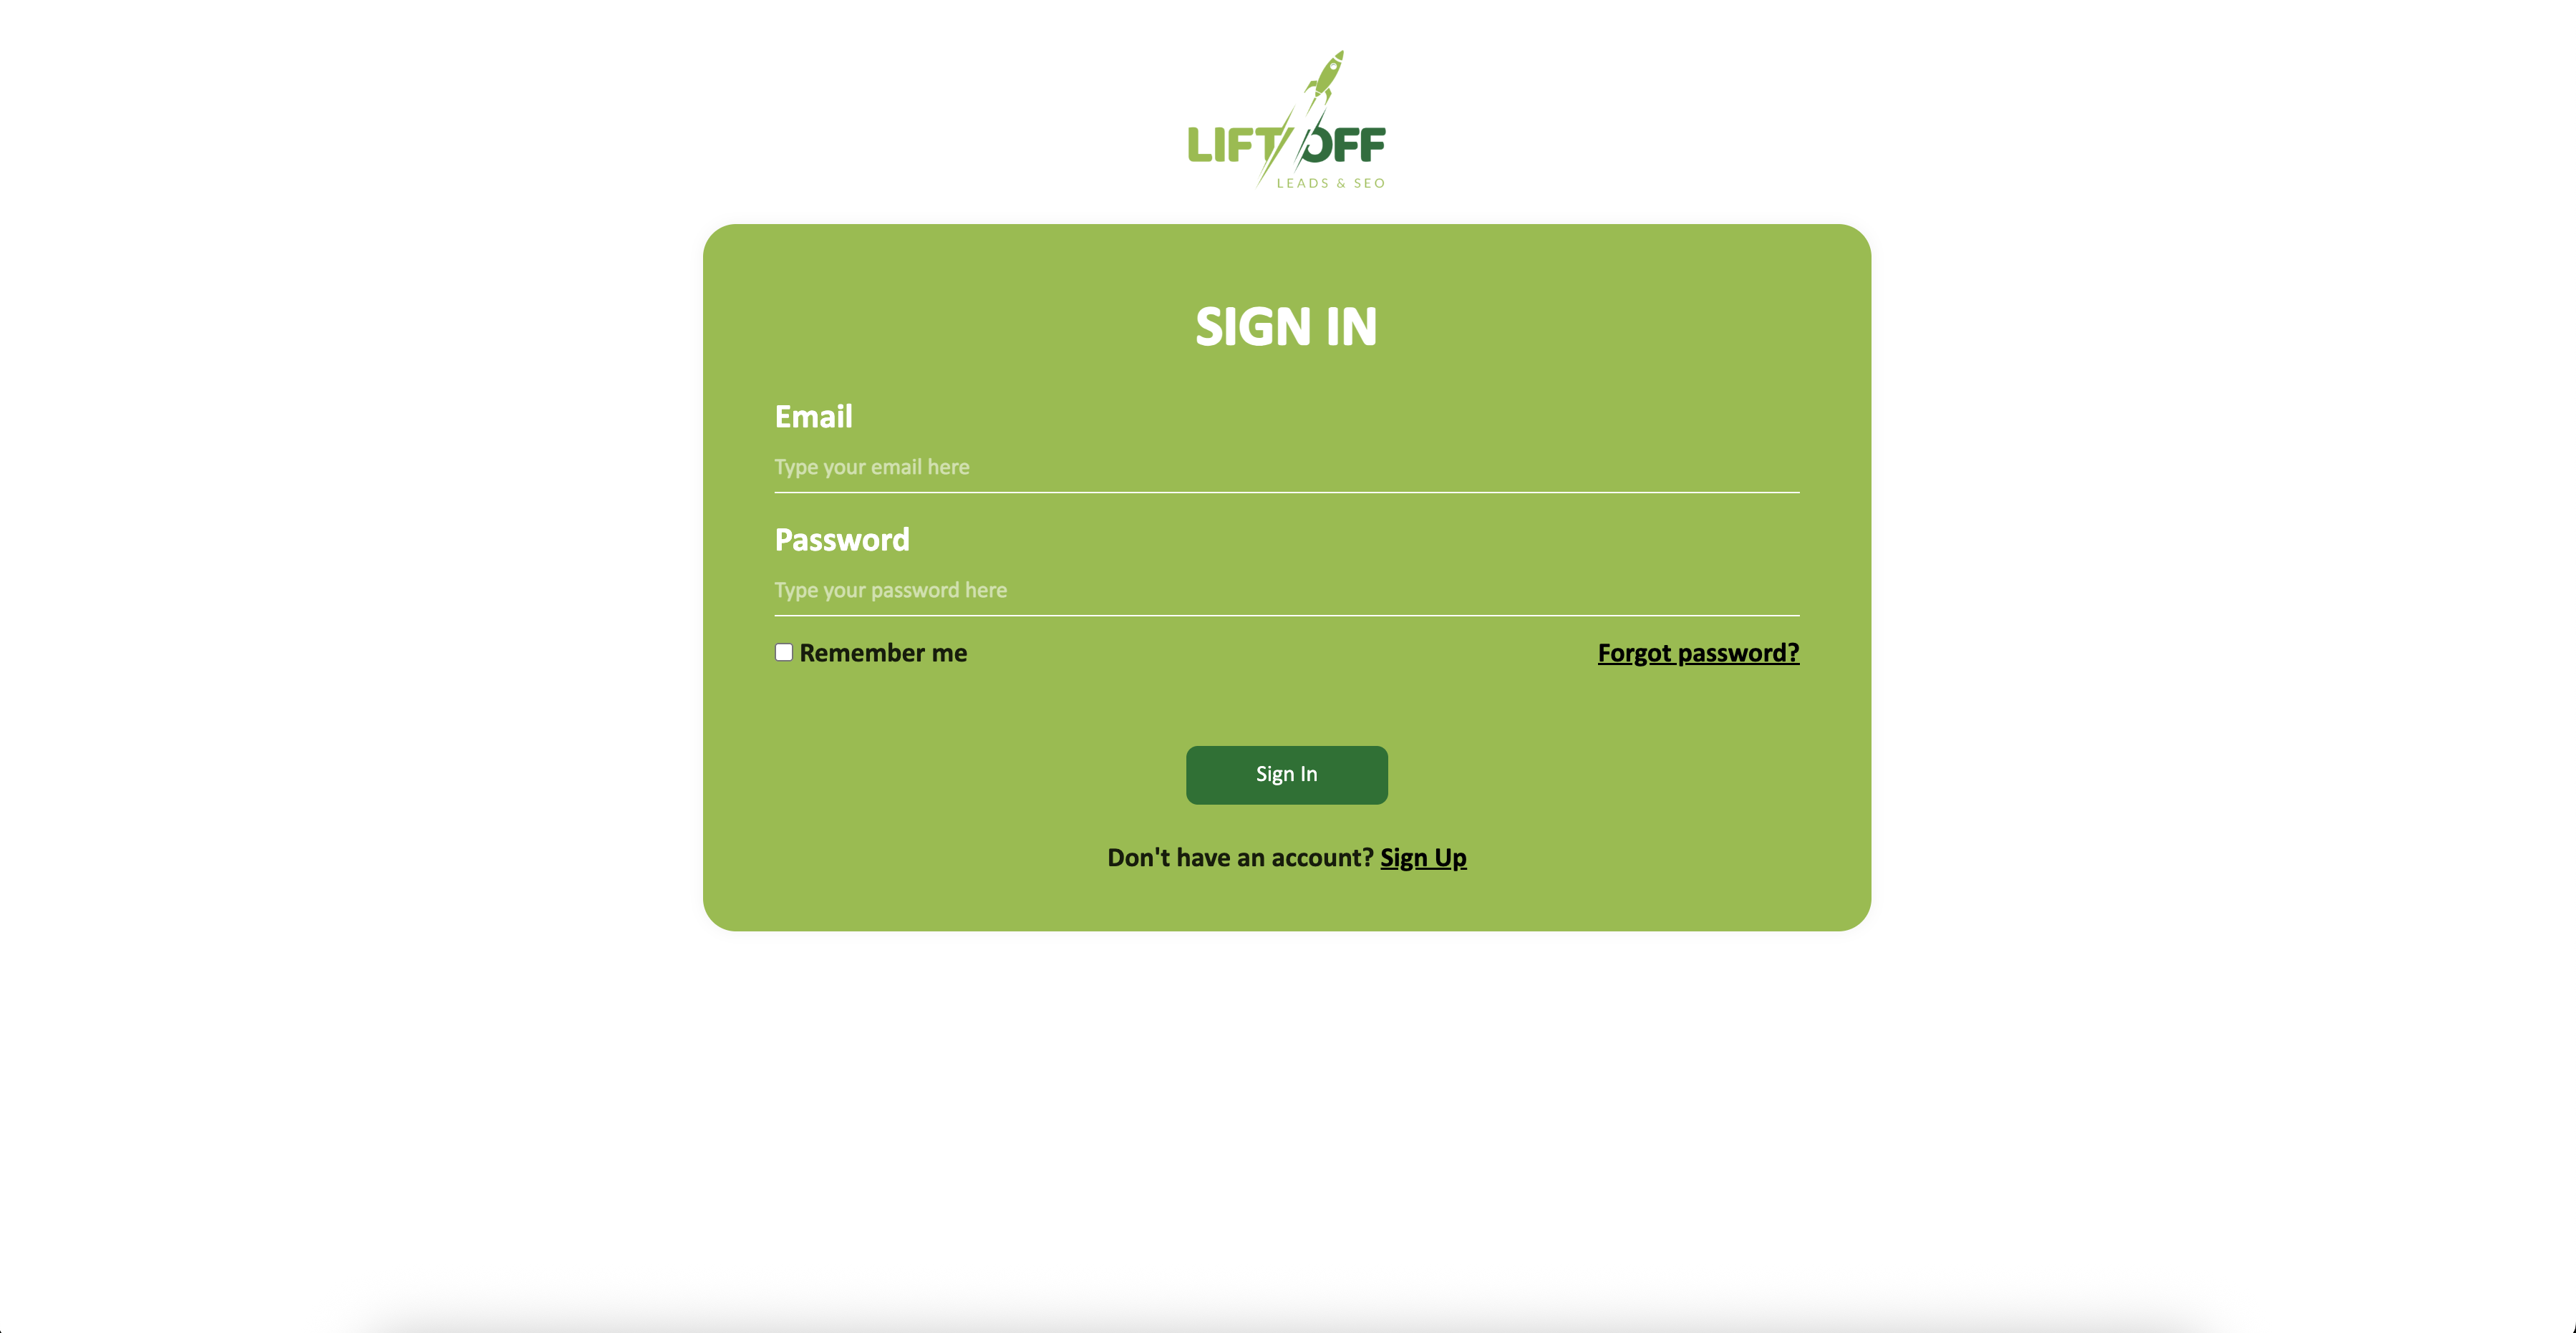 LIFT OFF
LEADS & SEO
SIGN IN
Email
Type your email here
Password
Type your password here
Remember me
Forgot password?
Sign In
Don't have an account? Sign Up